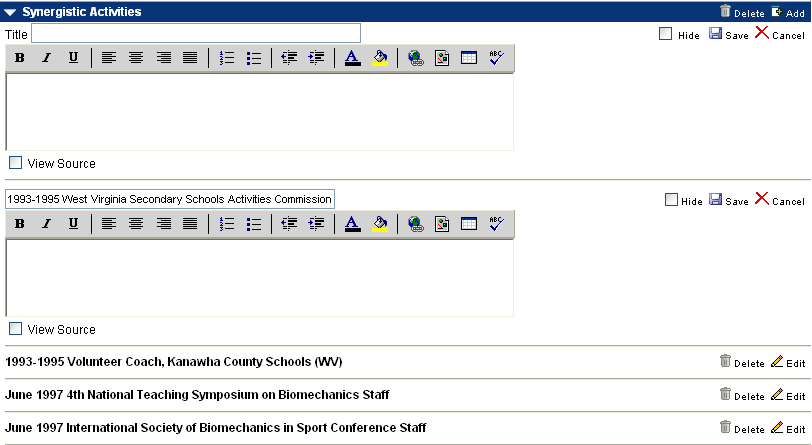 Synergistic Activities Delete Add
Title Hide Save Cancel
B I U A ABC
View Source
1993-1995 West Virginia Secondary Schools Activities Commission Hide Save Cancel
B I U A ABC
View Source
1993-1995 Volunteer Coach, Kanawha County Schools (WV) Delete Edit
June 1997 4th National Teaching Symposium on Biomechanics Staff Delete Edit
June 1997 International Society of Biomechanics in Sport Conference Staff Delete Edit